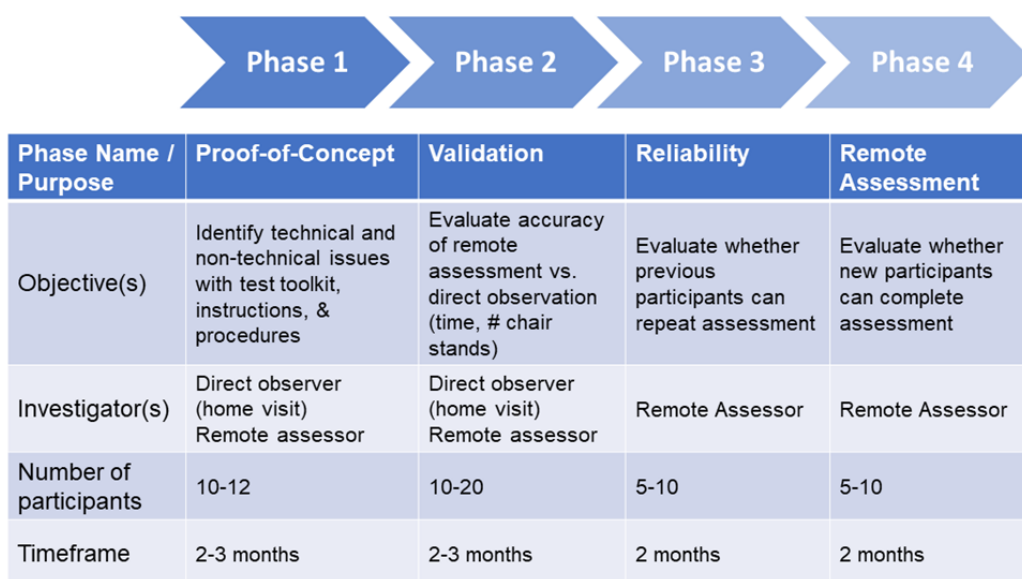 Phase 1
Phase 2
Phase 3
Phase 4
Phase Name /
Purpose
Proof-of-Concept
Validation
Reliability
Remote
Assessment
Objective(s)
Identify technical and
non-technical issues
with test toolkit,
instructions, &
procedures
Evaluate accuracy
of remote
assessment vs.
direct observation
(time, # chair
stands)
Evaluate whether
previous
participants can
repeat assessment
Evaluate whether
new participants
can complete
assessment
Investigator(s)
Direct observer
(home visit)
Remote assessor
Direct observer
(home visit)
Remote assessor
Remote Assessor
Remote Assessor
Number of
participants
10-12
10-20
5-10
5-10
Timeframe
2-3 months
2-3 months
2 months
2 months